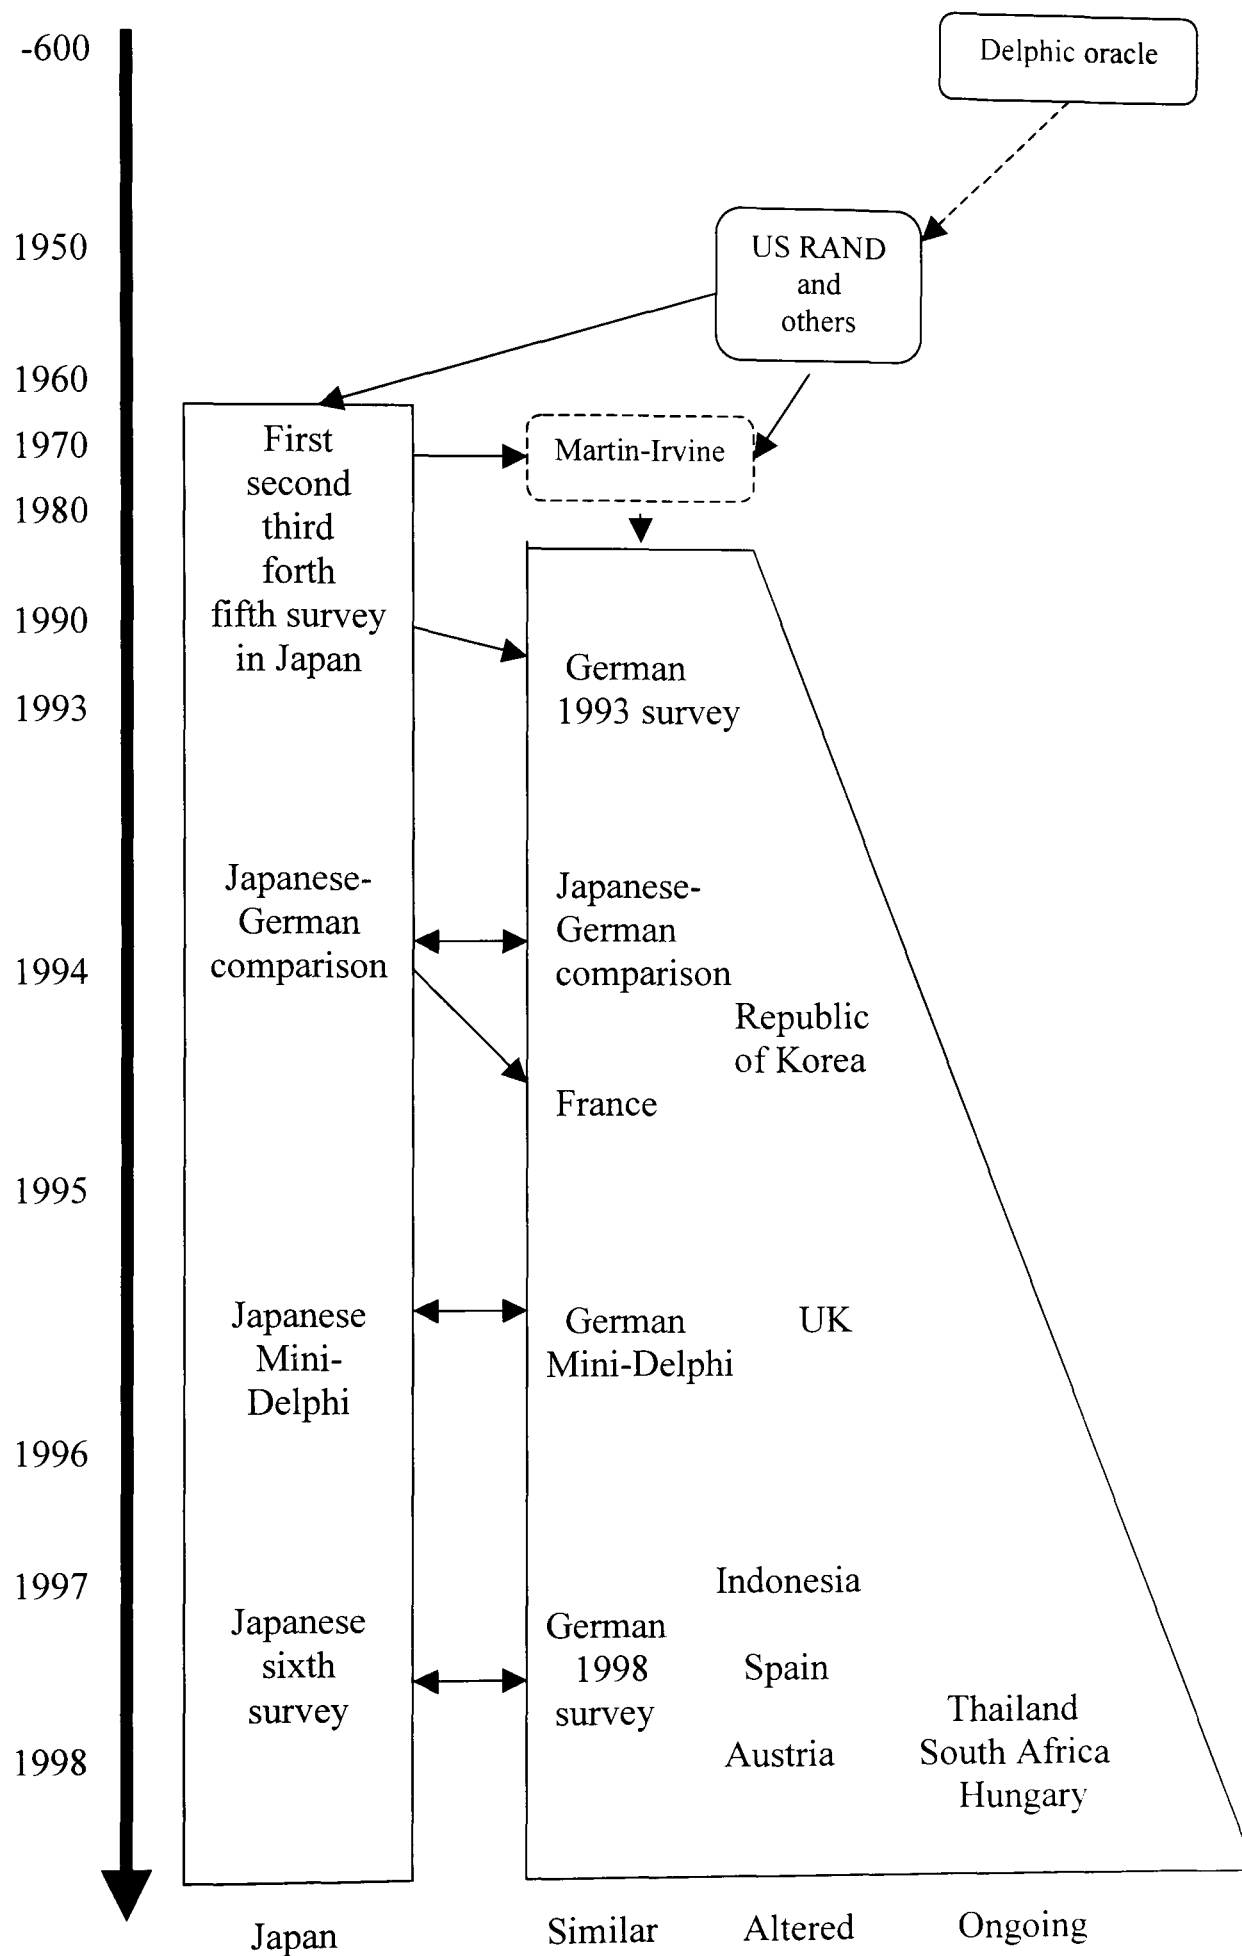 -600
Delphic oracle
1950
US RAND
and
others
1960
1970
1980
1990
1993
First
second
third
forth
fifth survey
in Japan
Martin-Irvine
German
1993 survey
Japanese-
German
comparison
Japanese-
German
comparison
1994
Republic
of Korea
France
1995
Japanese
Mini-
Delphi
German
Mini-Delphi
UK
1996
1997
Indonesia
Japanese
sixth
survey
German
1998
survey
Spain
Austria
Thailand
South Africa
Hungary
1998
Japan
Similar
Altered
Ongoing